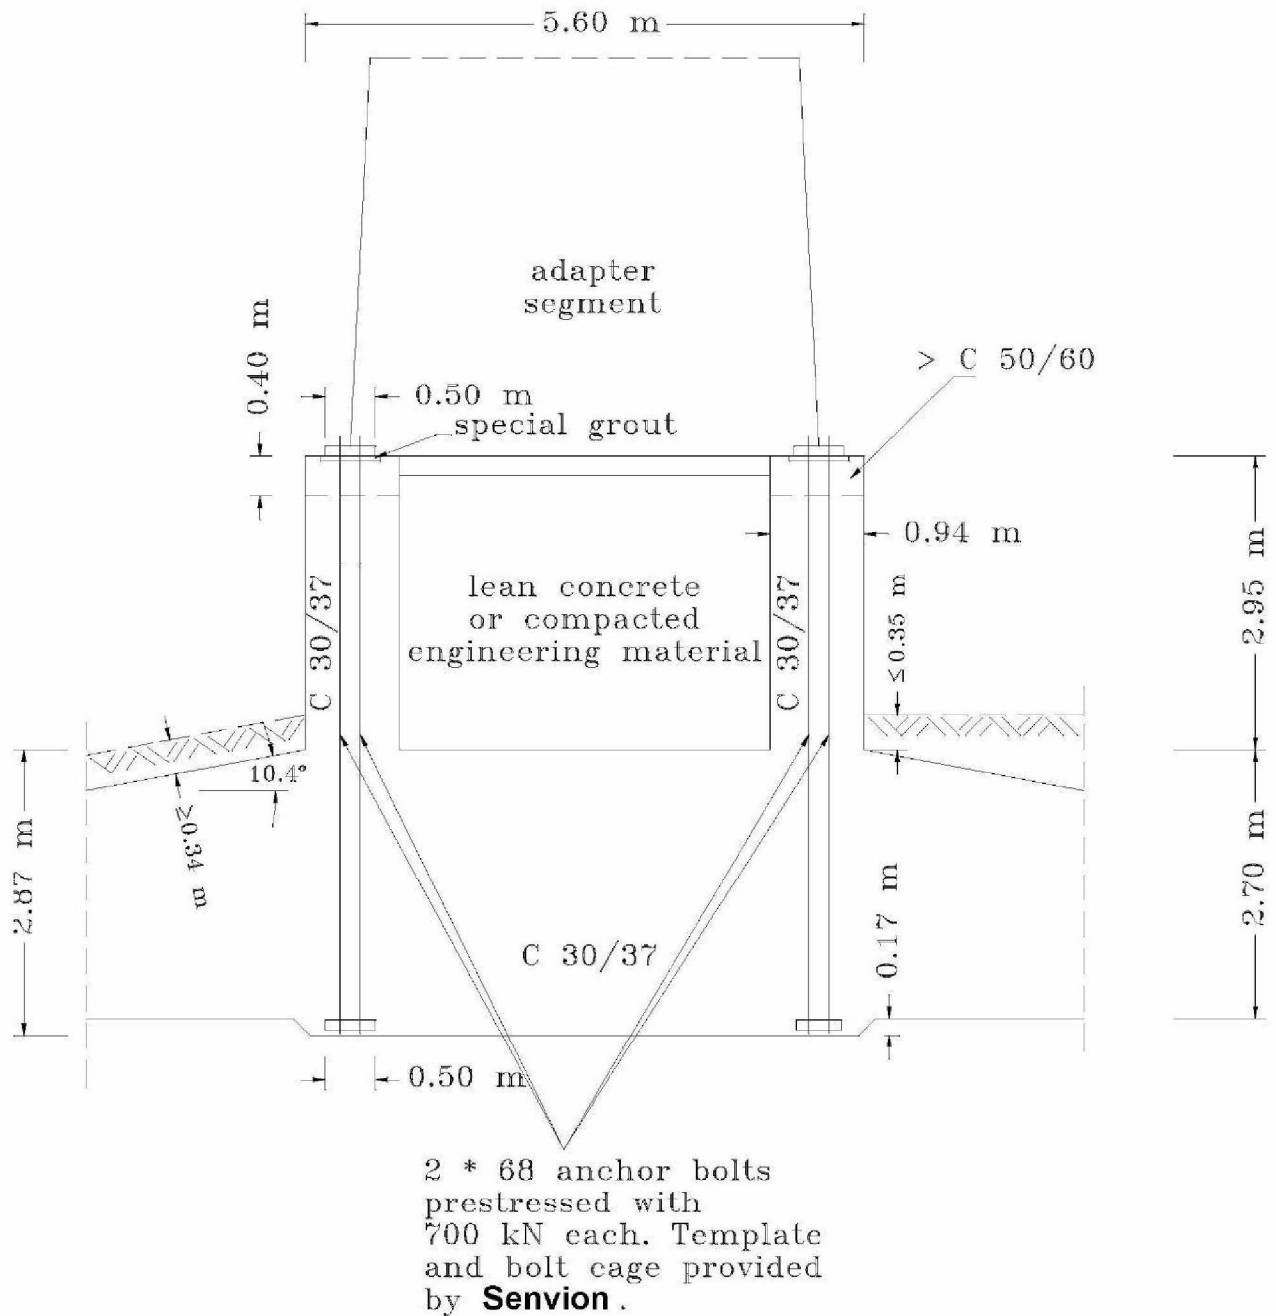 5.60 m
adapter
segment
0.40 m
> C 50/60
0.50 m
special grout
0.94 m
C 30/37
lean concrete
or compacted
engineering material
C 30/37
≤0.35 m
2.95 m
10.4°
≥0.34 m
2.87 m
2.70 m
0.17 m
C 30/37
0.50 m
2 * 68 anchor bolts
prestressed with
700 kN each. Template
and bolt cage provided
by Senvion .